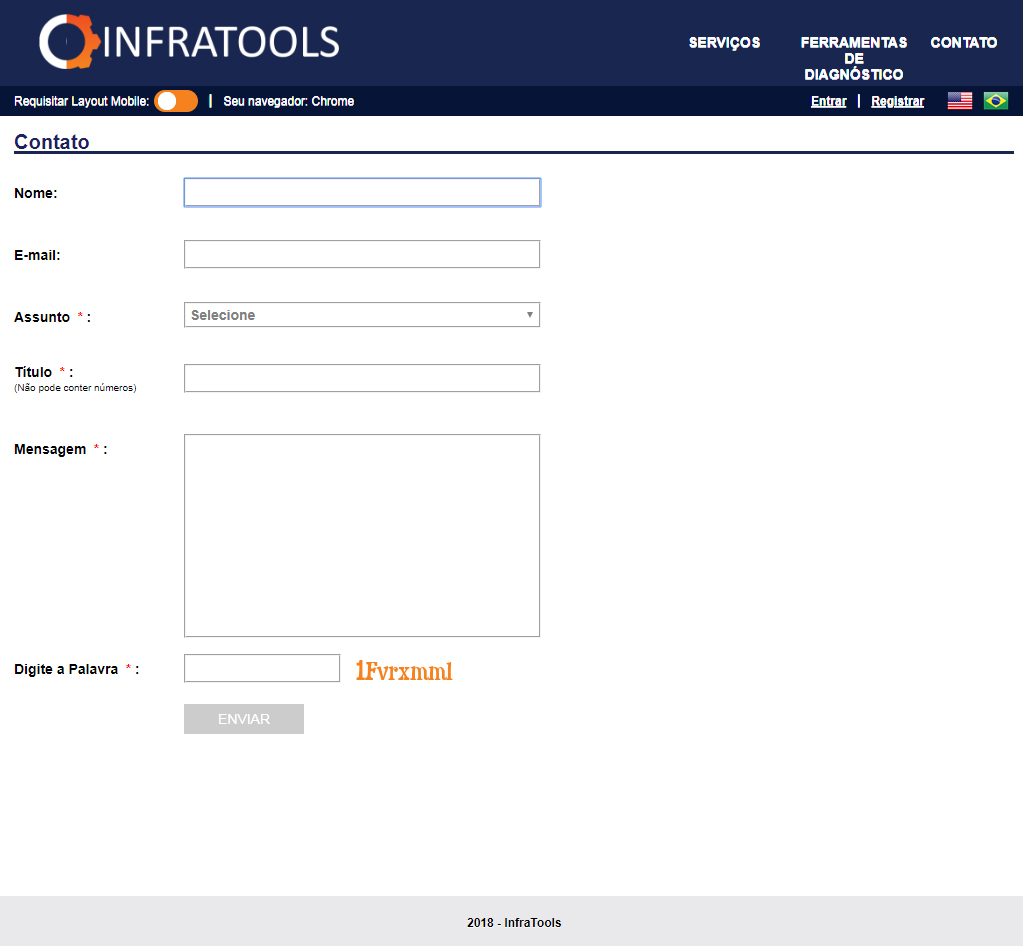 INFRATOOLS
SERVIÇOS
FERRAMENTAS
DE
DIAGNÓSTICO
CONTATO
Requisitar Layout Mobile: | Seu navegador: Chrome
Entrar | Registrar
Contato
Nome:
E-mail:
Assunto * :
Selecione
Título * :
(Não pode conter números)
Mensagem * :
Digite a Palavra * :
1Fvrxmml
ENVIAR
2018 - InfraTools